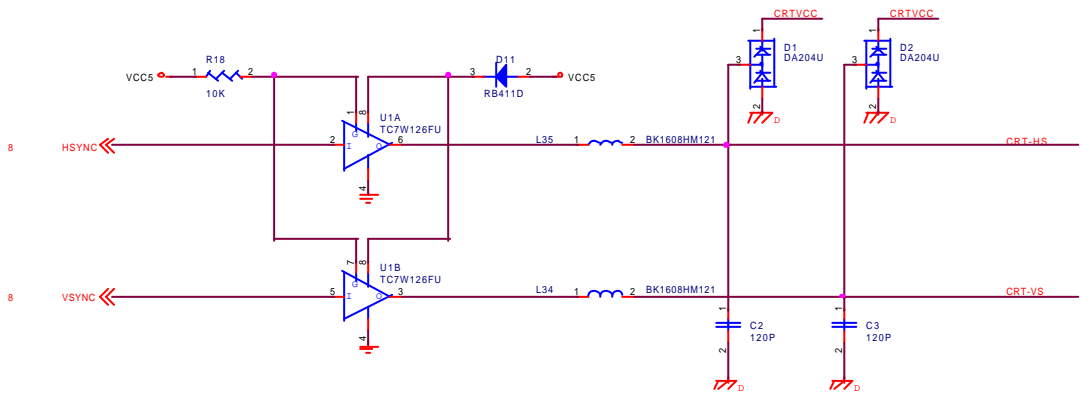 CRTVCC
CRTVCC
1
1
D1
DA204U
D2
DA204U
3
3
2
2
D
D
R18
VCC5
1
2
10K
D11
3
2
VCC5
RB411D
1
8
U1A
TC7W126FU
G
8
HSYNC
2
I
O
6
L35
1
2
BK1608HM121
CRT-HS
4
7
8
U1B
TC7W126FU
G
8
VSYNC
5
I
O
3
L34
1
2
BK1608HM121
CRT-VS
4
1
C2
120P
2
D
1
C3
120P
2
D